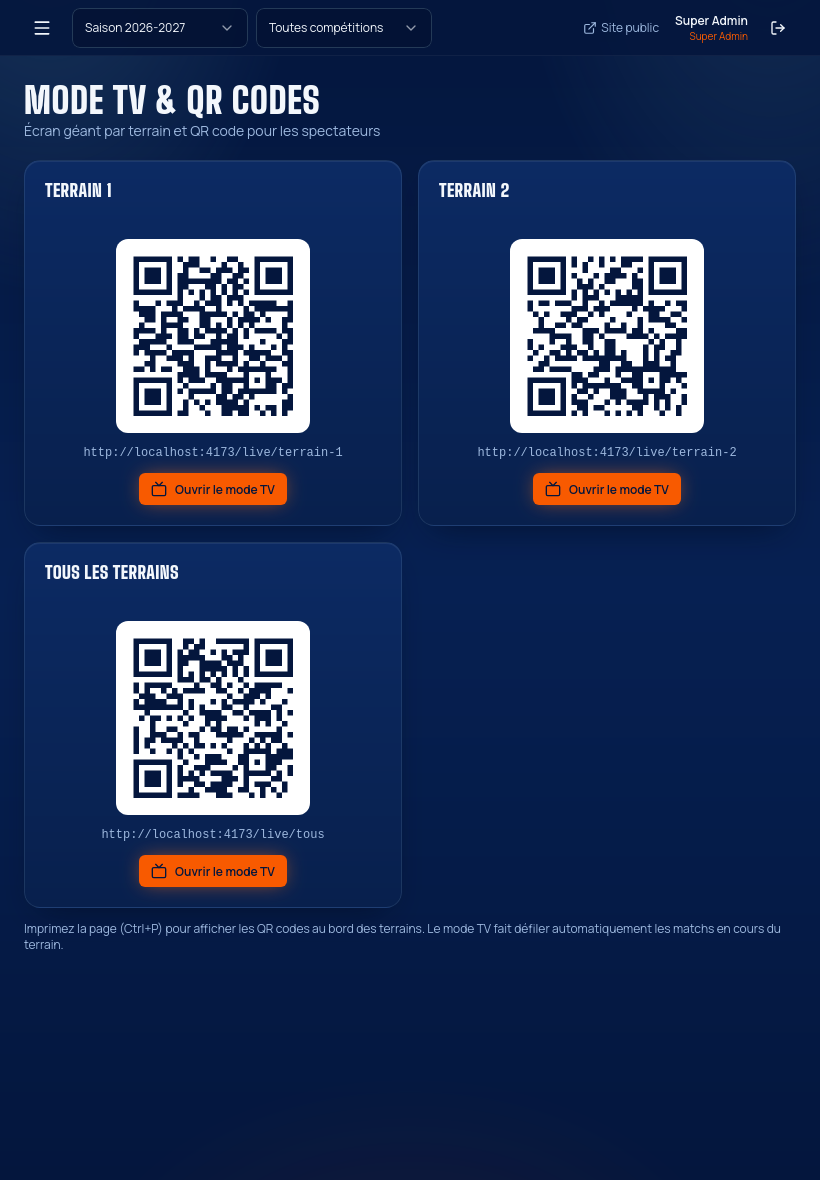 Saison 2026-2027
Toutes compétitions
Site public
Super Admin
Super Admin
MODE TV & QR CODES
Écran géant par terrain et QR code pour les spectateurs
TERRAIN 1
http://localhost:4173/live/terrain-1
Ouvrir le mode TV
TERRAIN 2
http://localhost:4173/live/terrain-2
Ouvrir le mode TV
TOUS LES TERRAINS
http://localhost:4173/live/tous
Ouvrir le mode TV
Imprimez la page (Ctrl+P) pour afficher les QR codes au bord des terrains. Le mode TV fait défiler automatiquement les matchs en cours du
terrain.